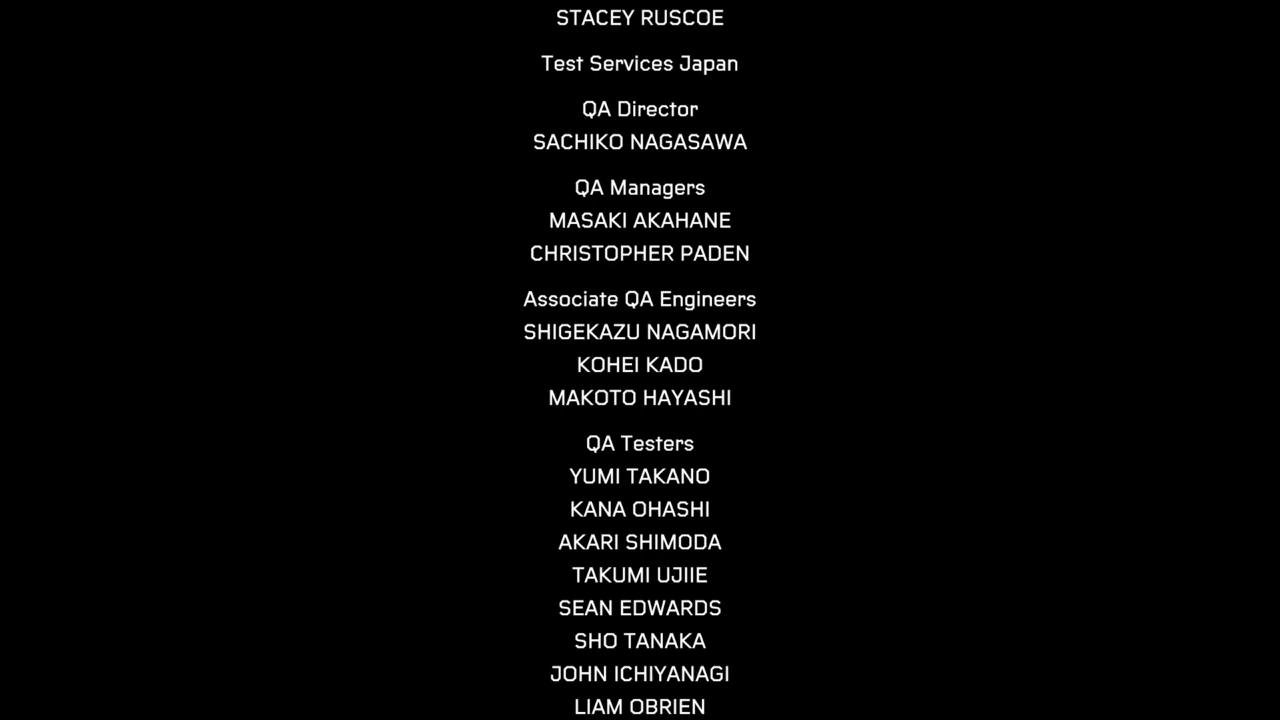 STACEY RUSCOE
Test Services Japan
QA Director
SACHIKO NAGASAWA
QA Managers
MASAKI AKAHANE
CHRISTOPHER PADEN
Associate QA Engineers
SHIGEKAZU NAGAMORI
KOHEI KADO
MAKOTO HAYASHI
QA Testers
YUMI TAKANO
KANA OHASHI
AKARI SHIMODA
TAKUMI UJIIE
SEAN EDWARDS
SHO TANAKA
JOHN ICHIYANAGI
LIAM OBRIEN